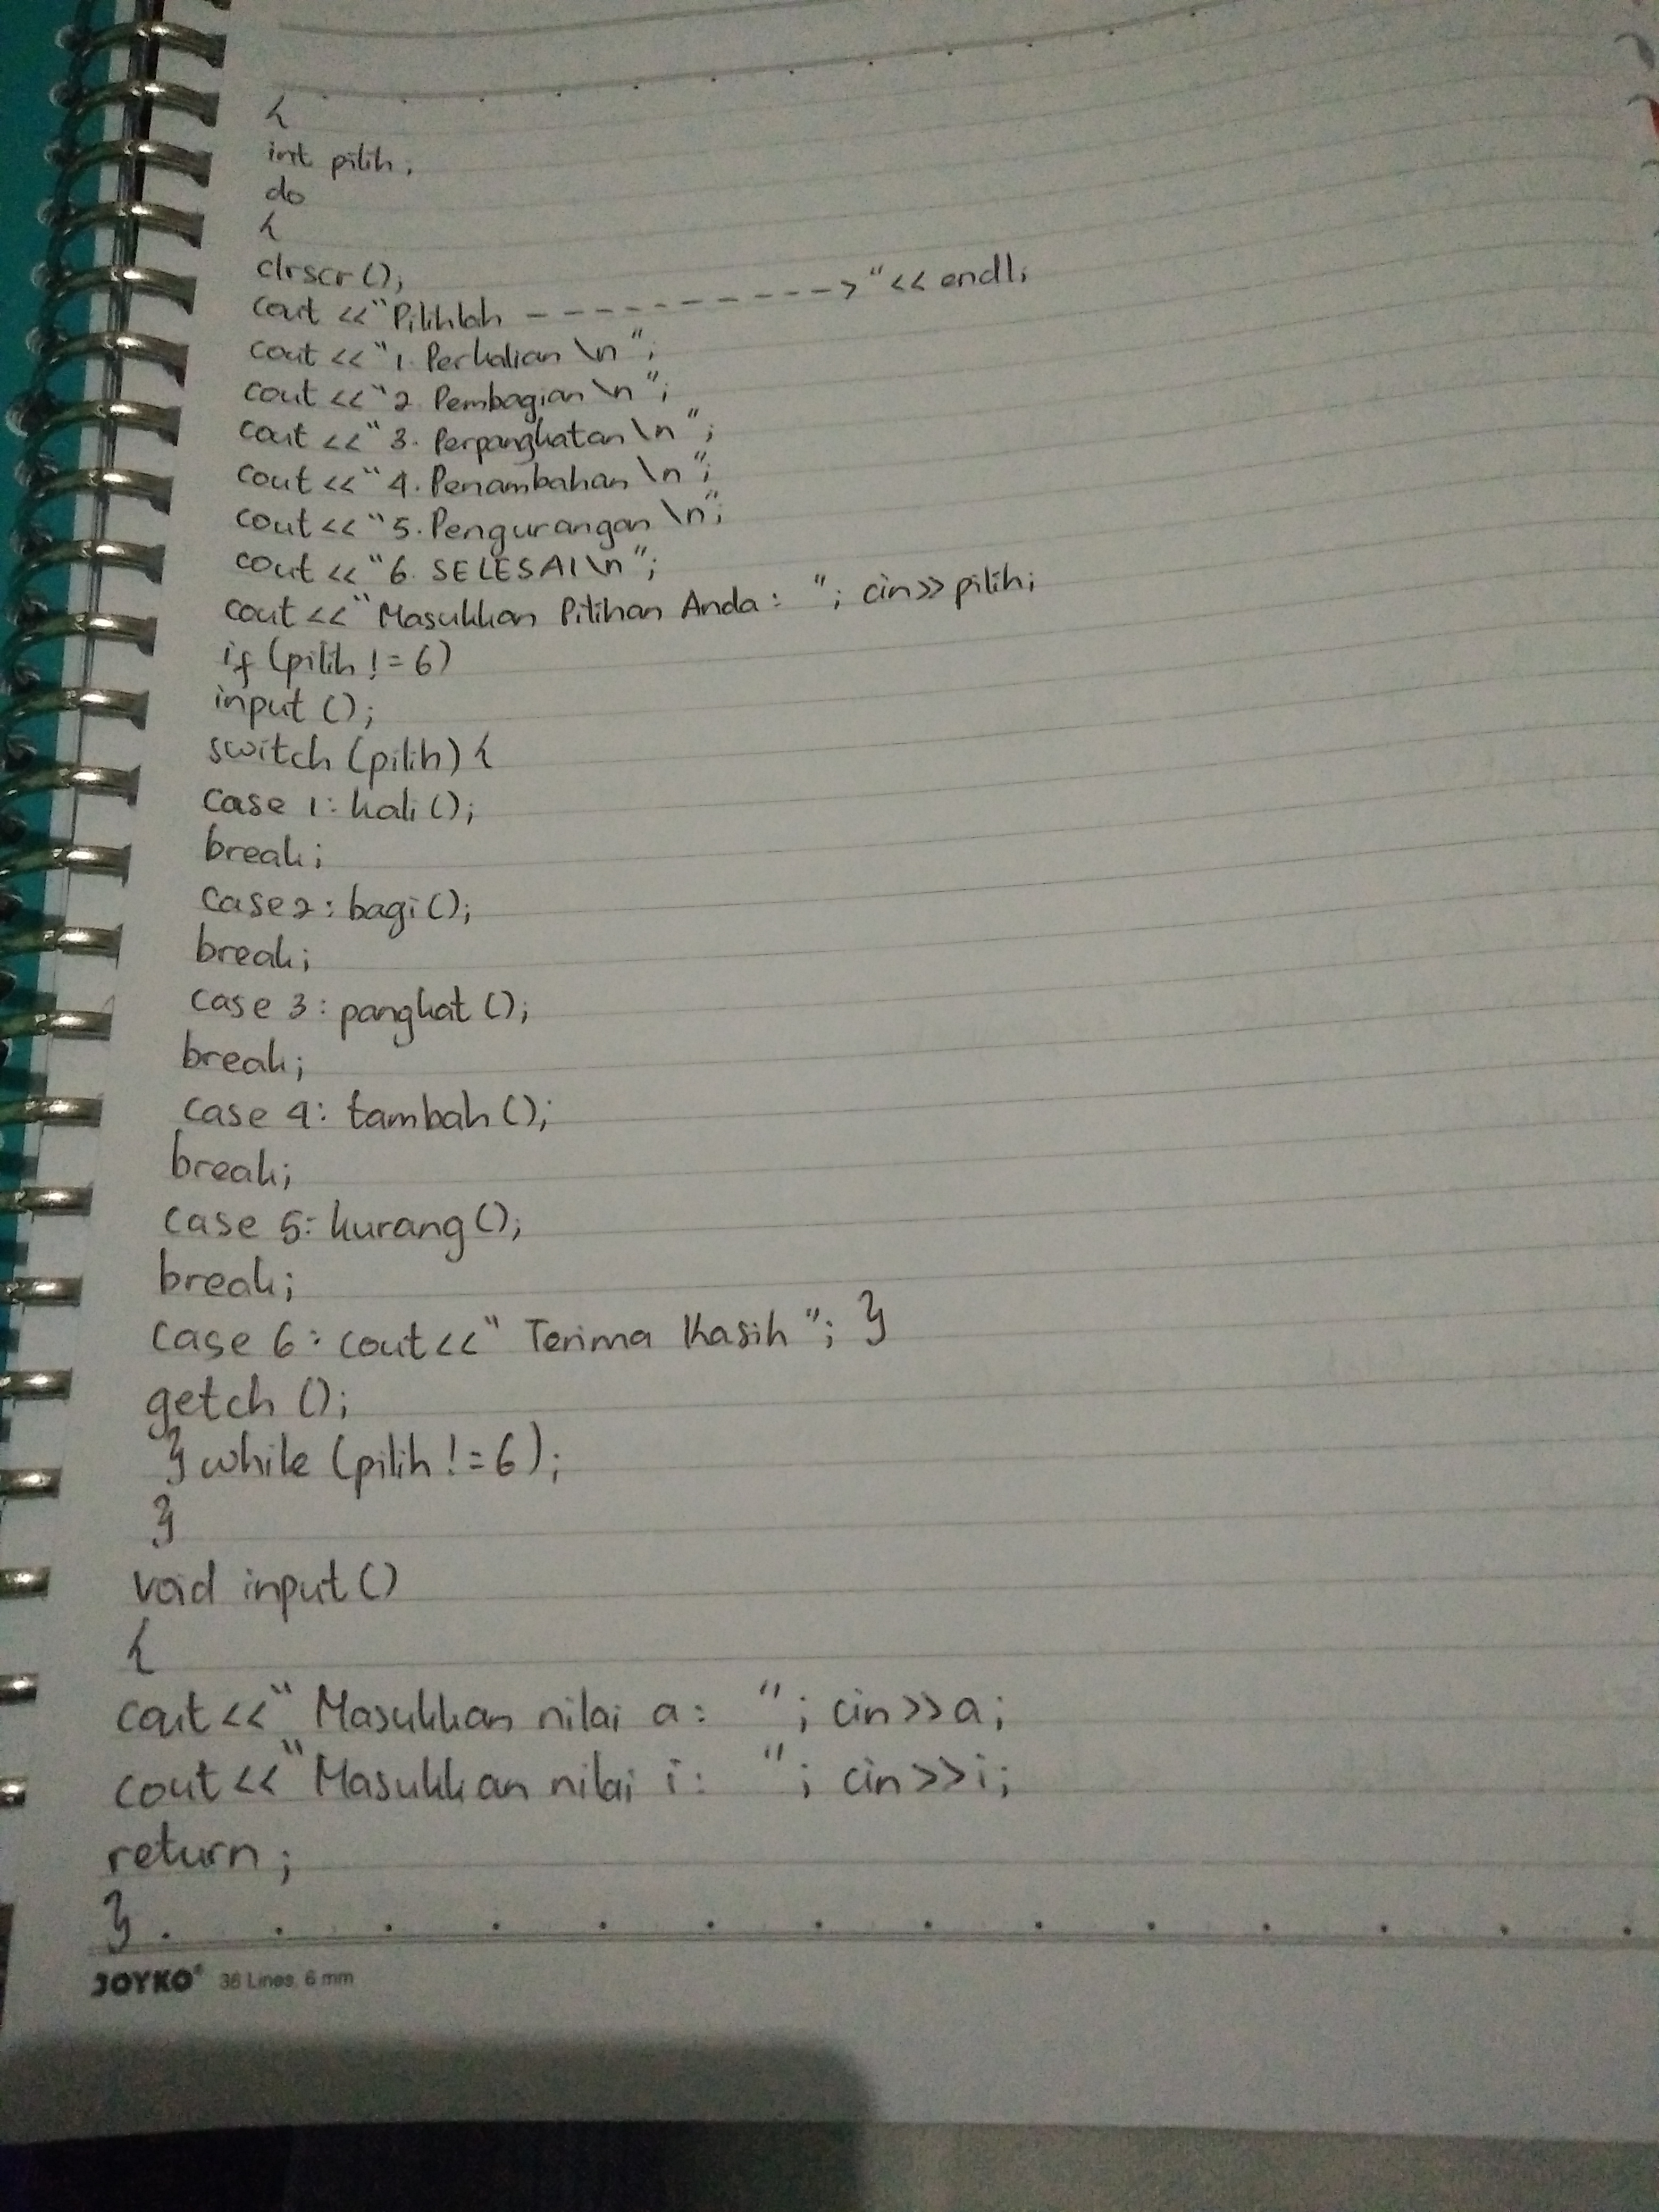 {
int pilih;
do
{
clrscr();
cout <<"Pilihlah - - - - - - - - - ->"<< endl;
cout <<"1. Perkalian \n ";
cout <<"2. Pembagian \n ";
cout <<"3. Perpangkatan \n ";
cout <<"4. Penambahan \n ";
cout <<"5. Pengurangan \n";
cout <<"6. SELESAI \n ";
cout <<"Masukkan Pilihan Anda : "; cin>>pilih;
if (pilih != 6)
input ();
switch (pilih) {
case 1: kali ();
break;
case 2: bagi ();
break;
case 3: pangkat ();
break;
case 4: tambah ();
break;
case 5: kurang ();
break;
case 6: cout<<" Terima Kasih "; }
getch ();
} while (pilih != 6);
}
void input ()
{
cout<<" Masukkan nilai a: "; cin>>a;
cout<<"Masukkan nilai i: "; cin>>i;
return;
}
JOYKO® 36 Lines, 6 mm